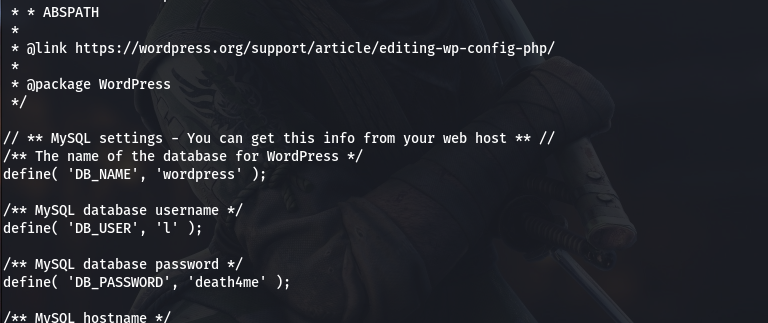 * * ABSPATH
*
* @link https://wordpress.org/support/article/editing-wp-config-php/
*
* @package WordPress
*/
// ** MySQL settings - You can get this info from your web host ** //
/** The name of the database for WordPress */
define( 'DB_NAME', 'wordpress' );
/** MySQL database username */
define( 'DB_USER', 'l' );
/** MySQL database password */
define( 'DB_PASSWORD', 'death4me' );
/** MySQL hostname */